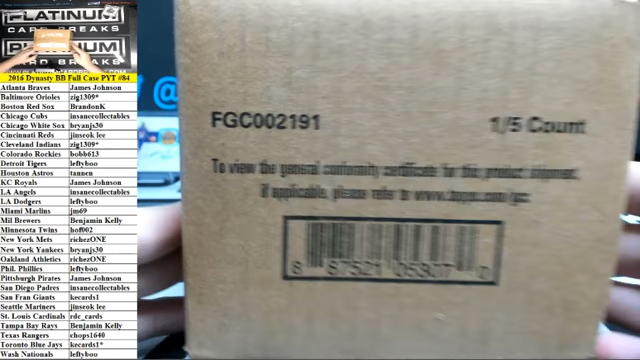 PLATINUM
CARD BREAKS
PLATINUM
CARD BREAKS
2016 Dynasty BB Full Case PYT #84
Atlanta Braves James Johnson
Baltimore Orioles zig1309*
Boston Red Sox BrandonK
Chicago Cubs insanecollectables
Chicago White Sox bryanjs30
Cincinnati Reds jinseok lee
Cleveland Indians zig1309*
Colorado Rockies bobb613
Detroit Tigers leftyboo
Houston Astros tannen
KC Royals James Johnson
LA Angels insanecollectables
LA Dodgers leftyboo
Miami Marlins jm69
Mil Brewers Benjamin Kelly
Minnesota Twins hof002
New York Mets richezONE
New York Yankees bryanjs30
Oakland Athletics richezONE
Phil. Phillies leftyboo
Pittsburgh Pirates James Johnson
San Diego Padres insanecollectables
San Fran Giants kecards1
Seattle Mariners jinseok lee
St. Louis Cardinals rdc_cards
Tampa Bay Rays Benjamin Kelly
Texas Rangers chops1640
Toronto Blue Jays kecards1*
Wash Nationals leftyboo
@
FGC002191 1/5 Count
To view the general conformity certificate for this product
if applicable, please refer to